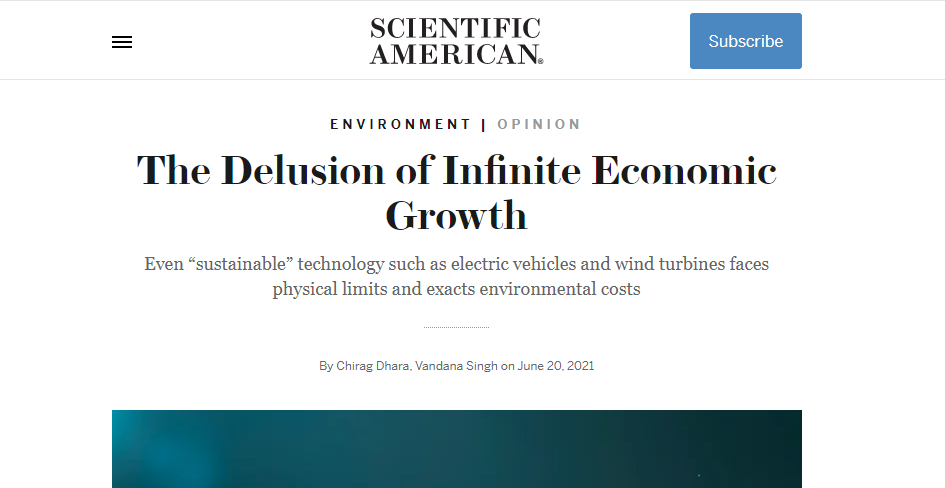 SCIENTIFIC
AMERICAN®
Subscribe
ENVIRONMENT | OPINION
The Delusion of Infinite Economic
Growth
Even “sustainable” technology such as electric vehicles and wind turbines faces
physical limits and exacts environmental costs
By Chirag Dhara, Vandana Singh on June 20, 2021